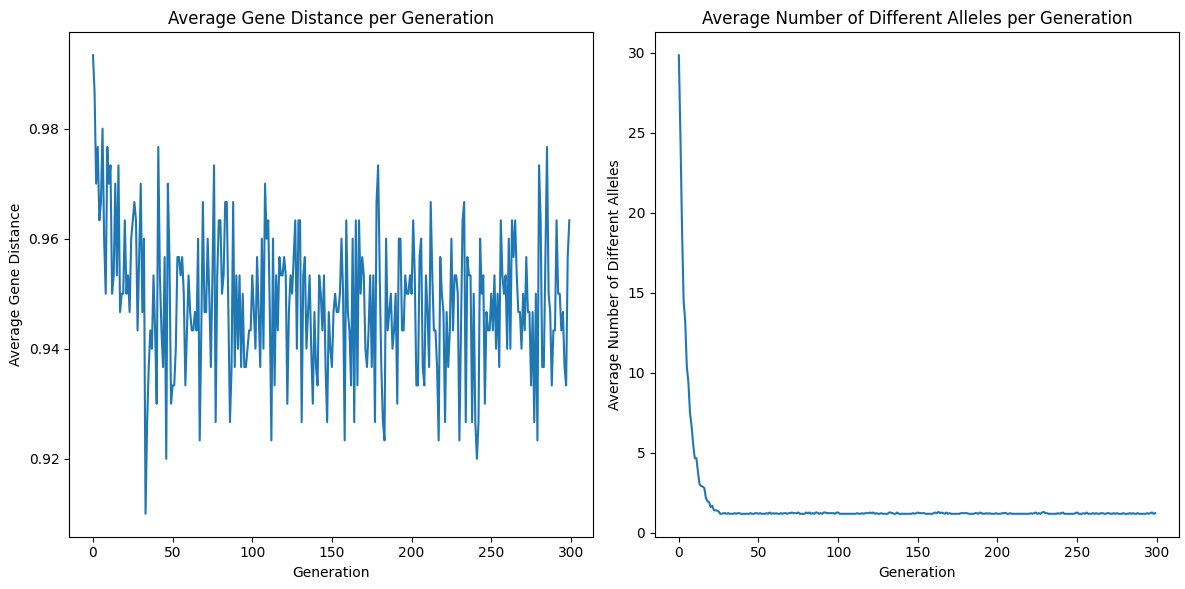 Average Gene Distance per Generation
Average Gene Distance
0.98
0.96
0.94
0.92
0 50 100 150 200 250 300
Generation
Average Number of Different Alleles per Generation
Average Number of Different Alleles
30
25
20
15
10
5
0
0 50 100 150 200 250 300
Generation